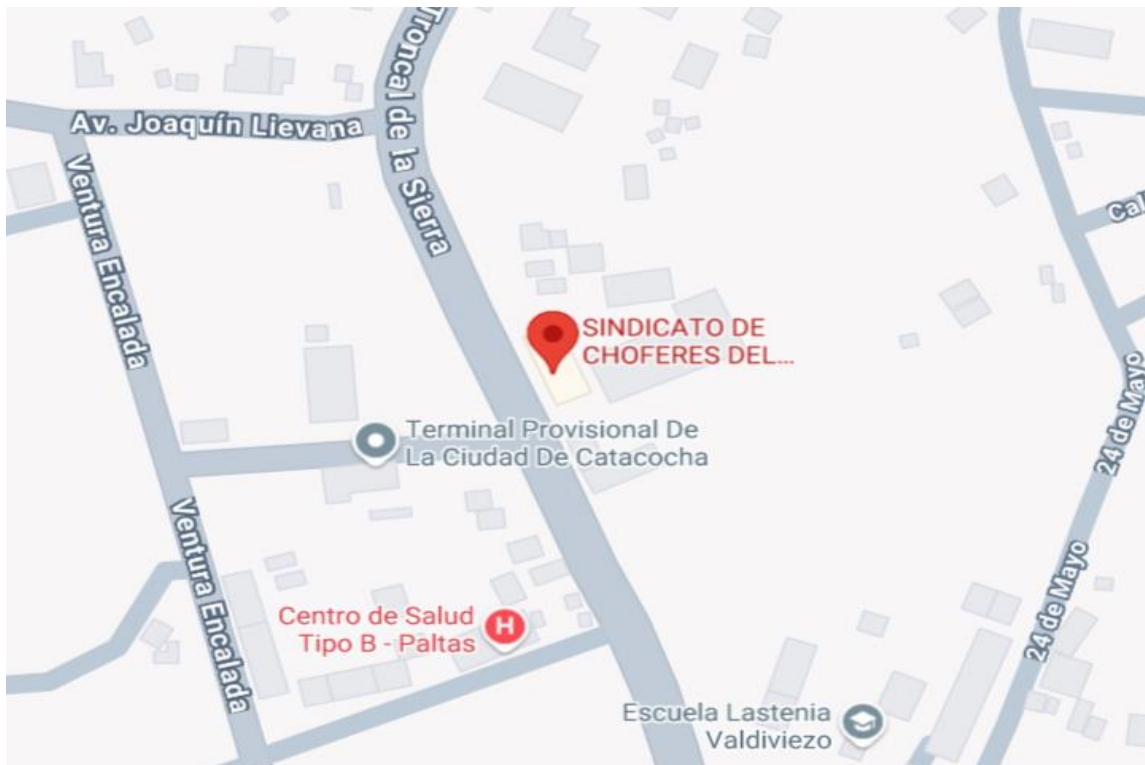 Troncal de la Sierra
Av. Joaquín Lievana
Ventura Encalada
SINDICATO DE
CHOFERES DEL...
Terminal Provisional De
La Ciudad De Catacocha
24 de Mayo
Ventura Encalada
Centro de Salud
Tipo B - Paltas
H
24 de Mayo
Escuela Lastenia
Valdiviezo